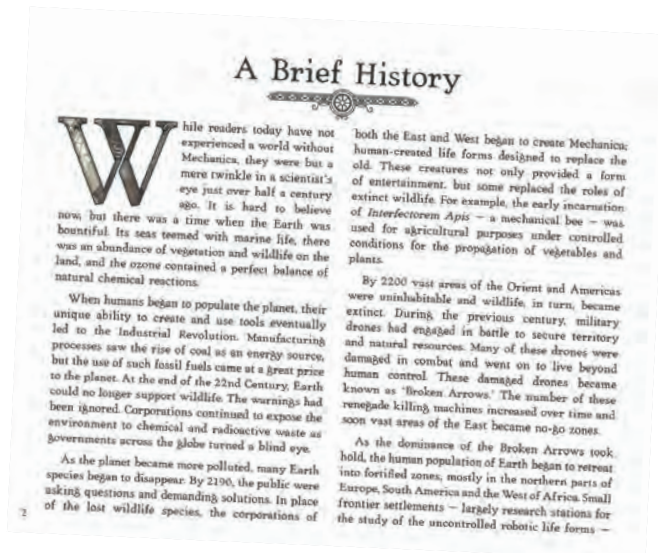 A Brief History
While readers today have not
experienced a world without
Mechanica, they were but a
mere twinkle in a scientist's
eye just over half a century
ago. It is hard to believe
now, but there was a time when the Earth was
bountiful. Its seas teemed with marine life, there
was an abundance of vegetation and wildlife on the
land, and the ozone contained a perfect balance of
natural chemical reactions.
When humans began to populate the planet, their
unique ability to create and use tools eventually
led to the Industrial Revolution. Manufacturing
processes saw the rise of coal as an energy source,
but the use of such fossil fuels came at a great price
to the planet. At the end of the 22nd Century, Earth
could no longer support wildlife. The warnings had
been ignored. Corporations continued to expose the
environment to chemical and radioactive waste as
governments across the globe turned a blind eye.
As the planet became more polluted, many Earth
species began to disappear. By 2190, the public were
asking questions and demanding solutions. In place
of the lost wildlife species, the corporations of
2
both the East and West began to create Mechanica:
human-created life forms designed to replace the
old. These creatures not only provided a form
of entertainment, but some replaced the roles of
extinct wildlife. For example, the early incarnation
of Interfectorem Apis – a mechanical bee – was
used for agricultural purposes under controlled
conditions for the propagation of vegetables and
plants.
By 2200 vast areas of the Orient and Americas
were uninhabitable and wildlife, in turn, became
extinct. During the previous century, military
drones had engaged in battle to secure territory
and natural resources. Many of these drones were
damaged in combat and went on to live beyond
human control. These damaged drones became
known as 'Broken Arrows.' The number of these
renegade killing machines increased over time and
soon vast areas of the East became no-go zones.
As the dominance of the Broken Arrows took
hold, the human population of Earth began to retreat
into fortified zones, mostly in the northern parts of
Europe, South America and the West of Africa. Small
frontier settlements – largely research stations for
the study of the uncontrolled robotic life forms –